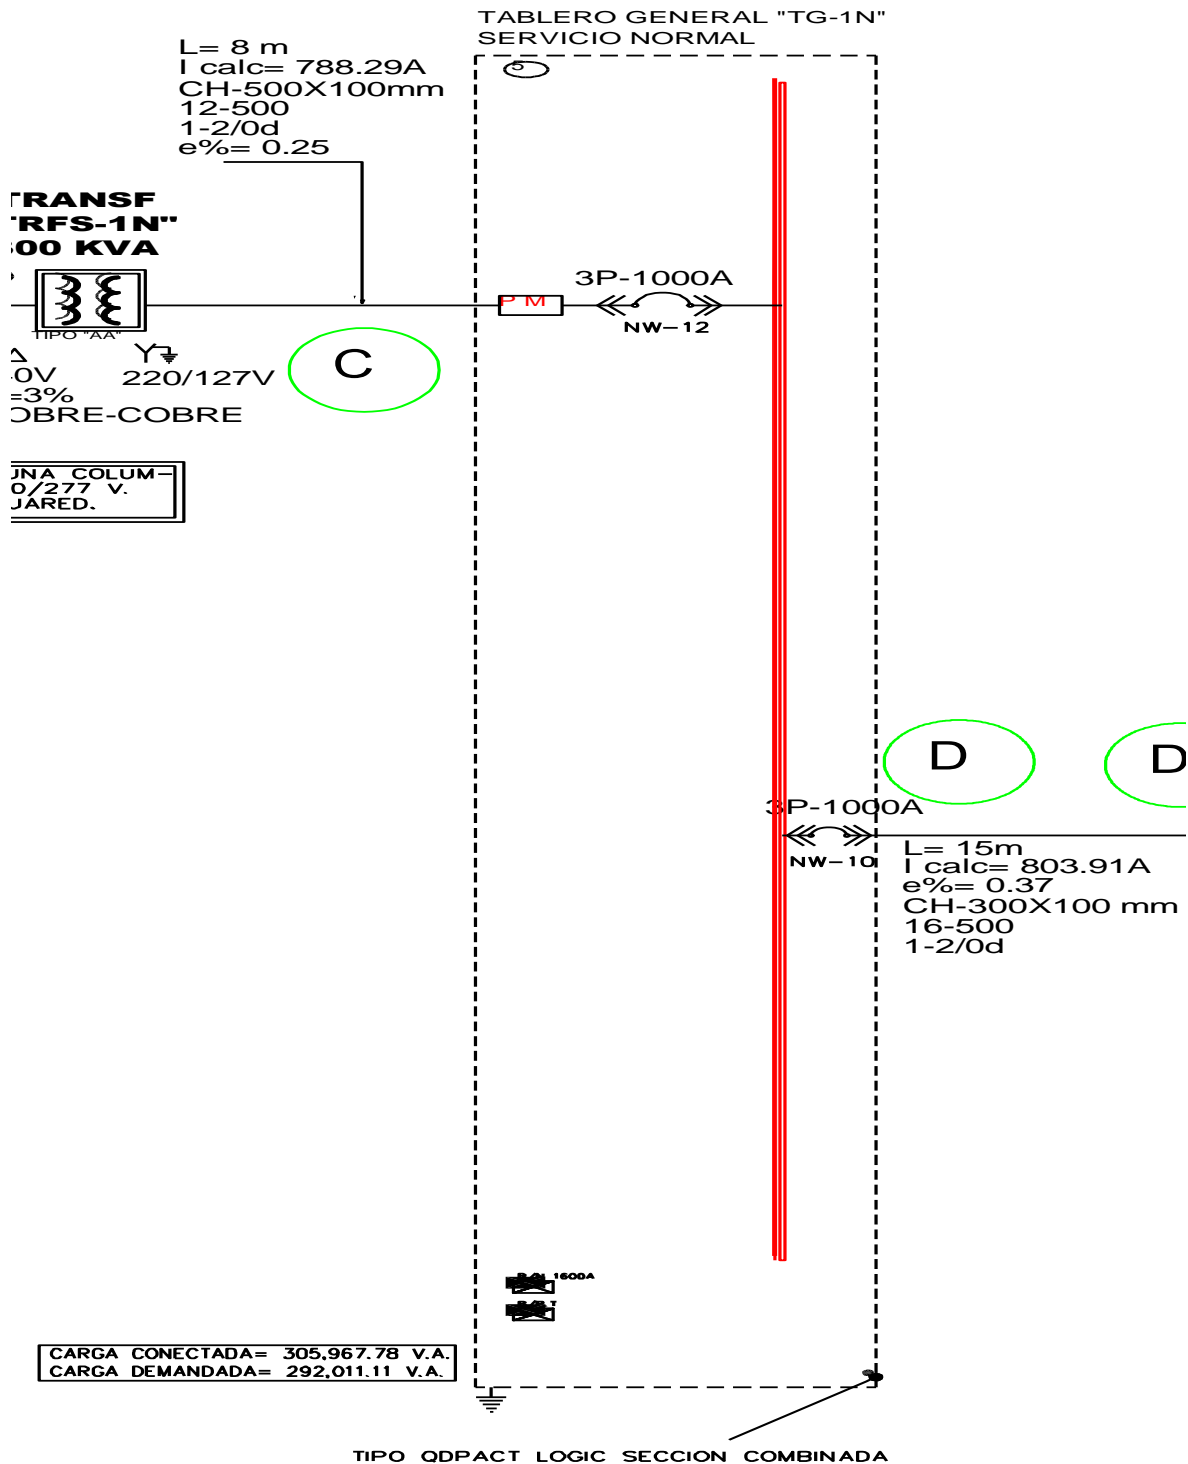 TABLERO GENERAL "TG-1N"
SERVICIO NORMAL
5
L= 8 m
I calc= 788.29A
CH-500X100mm
12-500
1-2/0d
e%= 0.25
TRANSF
TRFS-1N"
00 KVA
TIPO "AA"
0V
=3%
OBRE-COBRE
Y
220/127V
C
P M
3P-1000A
NW-12
UNA COLUM-
0/277 V.
UARED.
D
D
3P-1000A
NW-10
L= 15m
I calc= 803.91A
e%= 0.37
CH-300X100 mm
16-500
1-2/0d
1600A
CARGA CONECTADA= 305,967.78 V.A.
CARGA DEMANDADA= 292,011.11 V.A.
TIPO QDPACT LOGIC SECCION COMBINADA